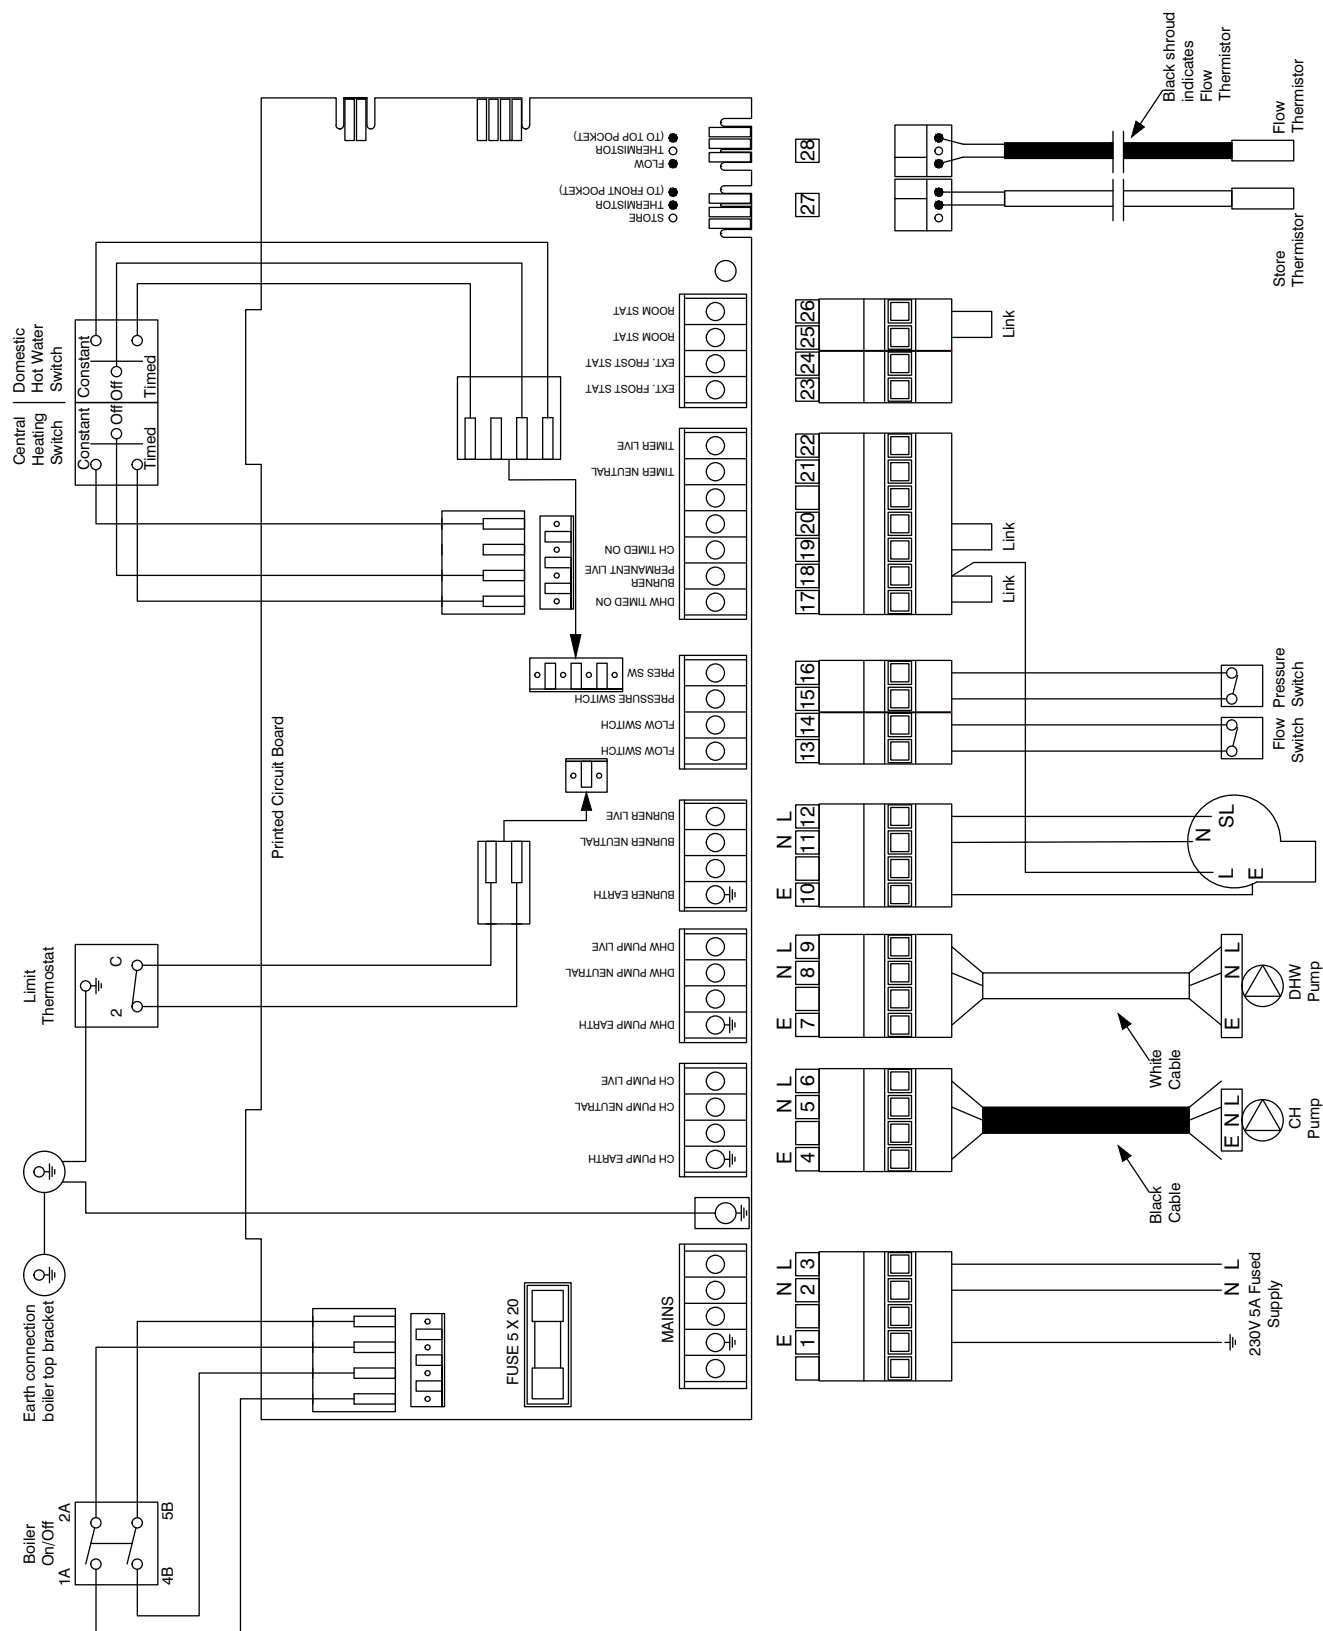 Boiler
On/Off
1A
2A
4B
5B
Earth connection
boiler top bracket
Limit
Thermostat
2
C
Central
Heating
Switch
Domestic
Hot Water
Switch
Constant
Off
Timed
Constant
Off
Timed
Printed Circuit Board
FUSE 5 X 20
MAINS
CH PUMP EARTH
CH PUMP NEUTRAL
CH PUMP LIVE
DHW PUMP EARTH
DHW PUMP NEUTRAL
DHW PUMP LIVE
BURNER EARTH
BURNER NEUTRAL
BURNER LIVE
FLOW SWITCH
FLOW SWITCH
PRESSURE SWITCH
PRES SW
DHW TIMED ON
BURNER
PERMANENT LIVE
CH TIMED ON
TIMER NEUTRAL
TIMER LIVE
EXT. FROST STAT
EXT. FROST STAT
ROOM STAT
ROOM STAT
STORE
THERMISTOR
(TO FRONT POCKET)
FLOW
THERMISTOR
(TO TOP POCKET)
E N L
1 2 3
E N L
4 5 6
E N L
7 8 9
E N L
10 11 12
13 14 15 16
17 18 19 20 21 22
23 24 25 26
27
28
N L
230V 5A Fused
Supply
Black
Cable
E N L
CH
Pump
White
Cable
E N L
DHW
Pump
E
L
N
SL
Flow
Switch
Pressure
Switch
Link
Link
Link
Store
Thermistor
Flow
Thermistor
Black shroud
indicates
Flow
Thermistor